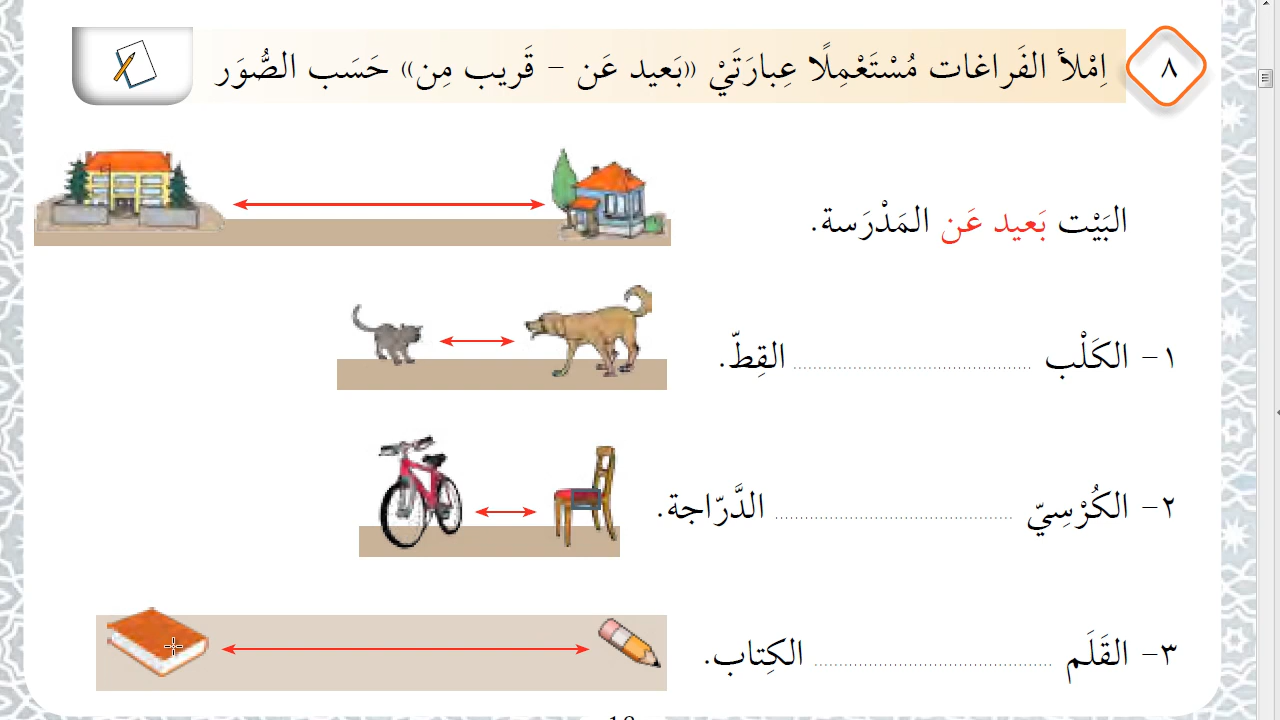 ٨
اِمْلأ الفَراغات مُسْتَعْمِلًا عِبارَتَيْ «بَعيد عَن – قَريب مِن» حَسَب الصُّوَر
البَيْت بَعيد عَن المَدْرَسة.
١- الكَلْب ........................................ القِطّ.
٢- الكُرْسِيّ ........................................ الدَّرّاجة.
٣- القَلَم ........................................ الكِتاب.